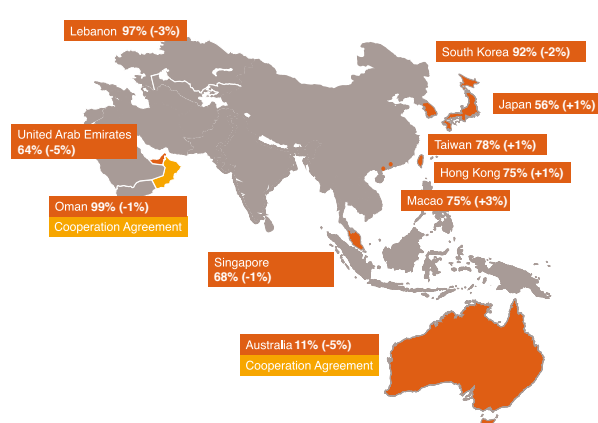 Lebanon 97% (-3%)
South Korea 92% (-2%)
Japan 56% (+1%)
United Arab Emirates
64% (-5%)
Taiwan 78% (+1%)
Hong Kong 75% (+1%)
Macao 75% (+3%)
Oman 99% (-1%)
Cooperation Agreement
Singapore
68% (-1%)
Australia 11% (-5%)
Cooperation Agreement